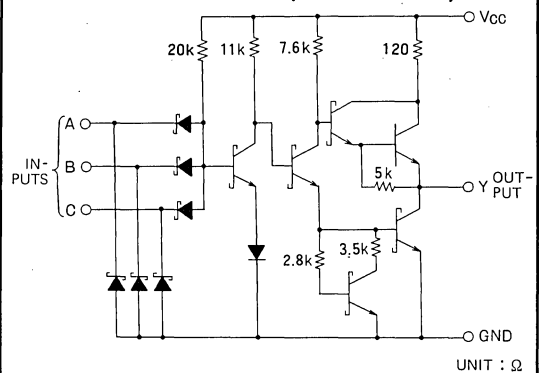 Vcc
20k 11k 7.6k 120
A
B
IN-
PUTS
5k
Y OUT-
PUT
C
2.8k 3.5k
GND
UNIT : Ω